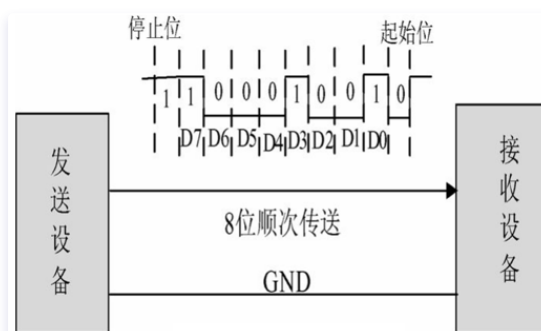 停止位 起始位
1 1 0 0 0 1 0 0 1 0
D7 D6 D5 D4 D3 D2 D1 D0
发送设备
接收设备
8位顺次传送
GND